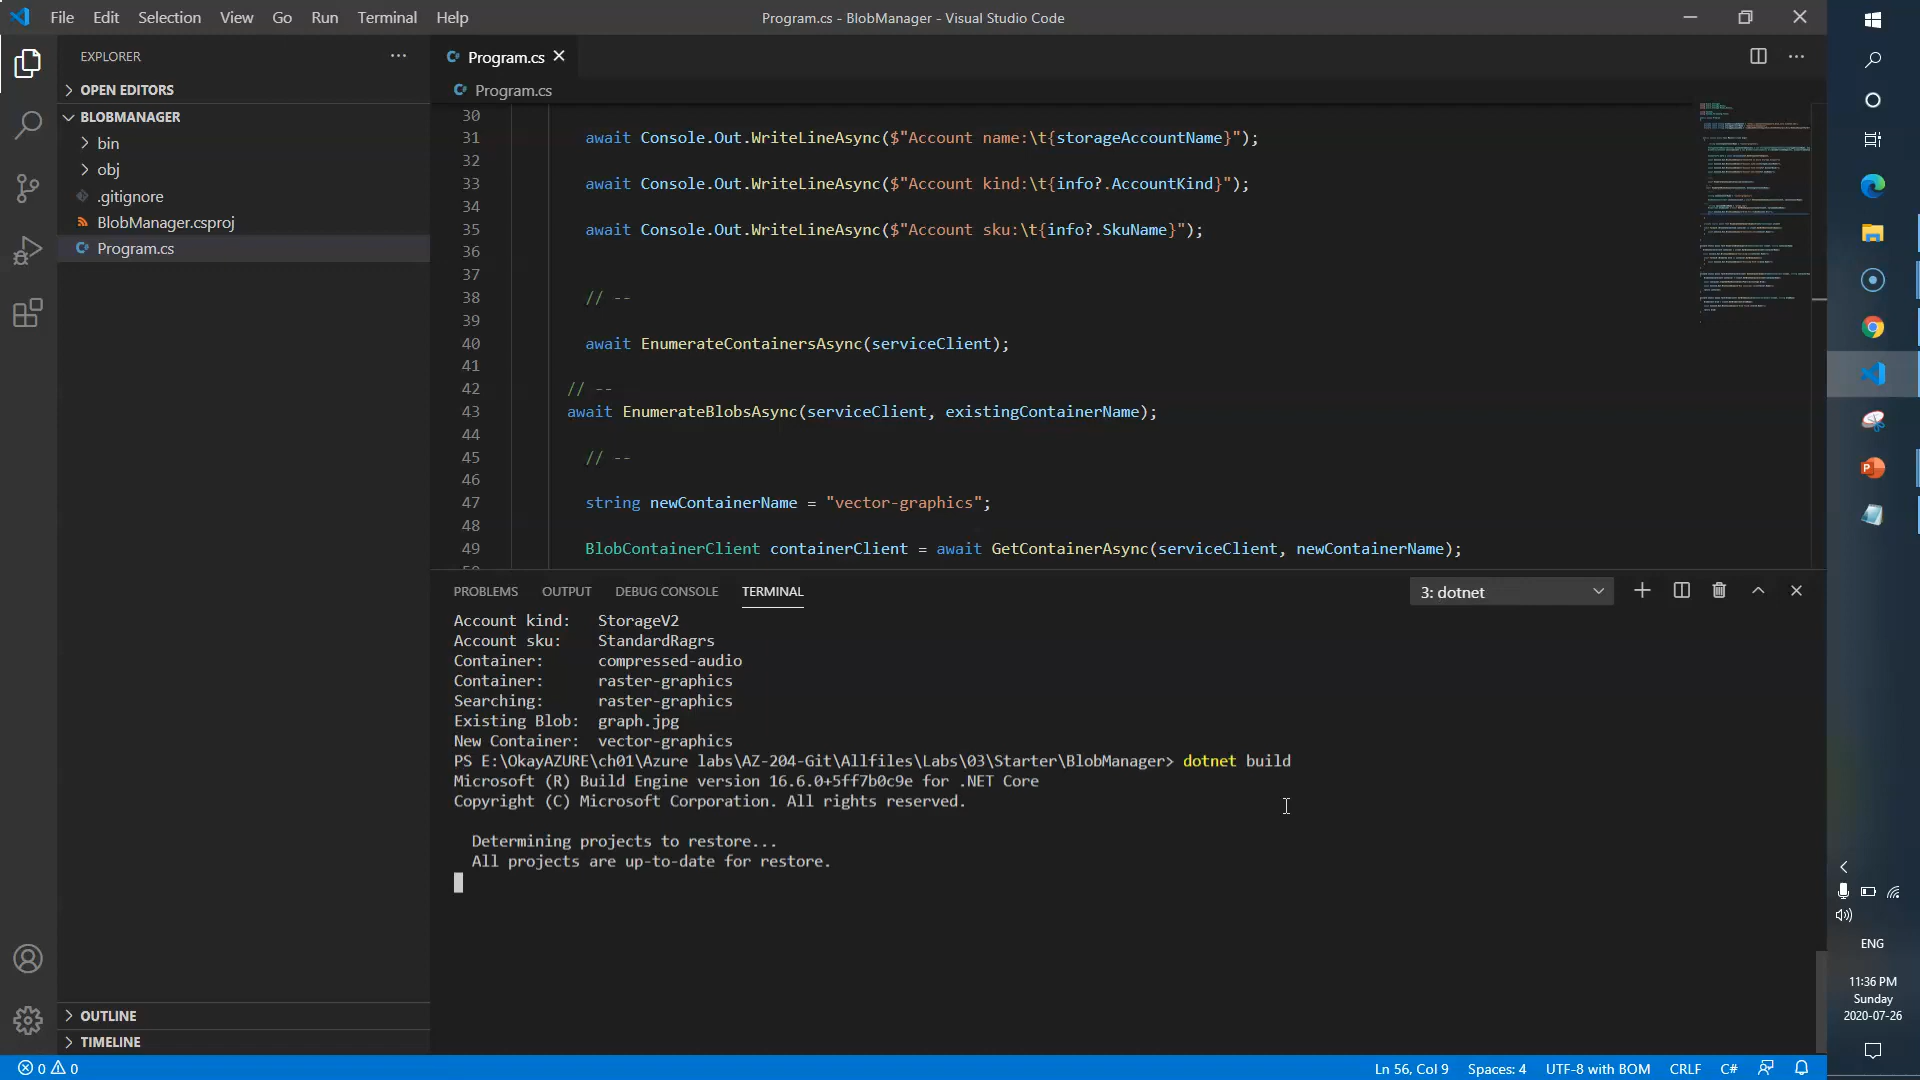 File Edit Selection View Go Run Terminal Help
Program.cs - BlobManager - Visual Studio Code
EXPLORER
OPEN EDITORS
BLOBMANAGER
bin
obj
.gitignore
BlobManager.csproj
Program.cs
OUTLINE
TIMELINE
Program.cs
Program.cs
30
31 await Console.Out.WriteLineAsync($"Account name:\t{storageAccountName}");
32
33 await Console.Out.WriteLineAsync($"Account kind:\t{info?.AccountKind}");
34
35 await Console.Out.WriteLineAsync($"Account sku:\t{info?.SkuName}");
36
37
38 // --
39
40 await EnumerateContainersAsync(serviceClient);
41
42 // --
43 await EnumerateBlobsAsync(serviceClient, existingContainerName);
44
45 // --
46
47 string newContainerName = "vector-graphics";
48
49 BlobContainerClient containerClient = await GetContainerAsync(serviceClient, newContainerName);
PROBLEMS OUTPUT DEBUG CONSOLE TERMINAL
3: dotnet
Account kind: StorageV2
Account sku: StandardRagrs
Container: compressed-audio
Container: raster-graphics
Searching: raster-graphics
Existing Blob: graph.jpg
New Container: vector-graphics
PS E:\OkayAZURE\ch01\Azure labs\AZ-204-Git\Allfiles\Labs\03\Starter\BlobManager> dotnet build
Microsoft (R) Build Engine version 16.6.0+5ff7b0c9e for .NET Core
Copyright (C) Microsoft Corporation. All rights reserved.
Determining projects to restore...
All projects are up-to-date for restore.
0 0
Ln 56, Col 9 Spaces: 4 UTF-8 with BOM CRLF C#
ENG
11:36 PM
Sunday
2020-07-26